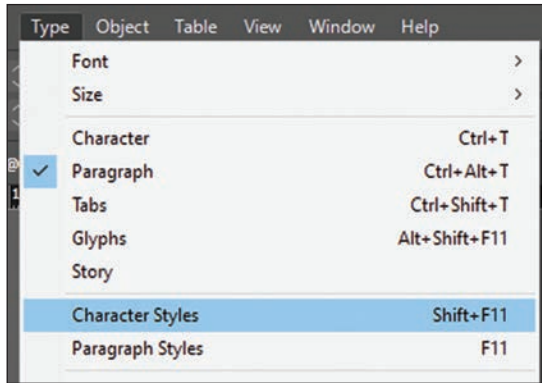 Type Object Table View Window Help
Font >
Size >
Character Ctrl+T
✓ Paragraph Ctrl+Alt+T
Tabs Ctrl+Shift+T
Glyphs Alt+Shift+F11
Story
Character Styles Shift+F11
Paragraph Styles F11